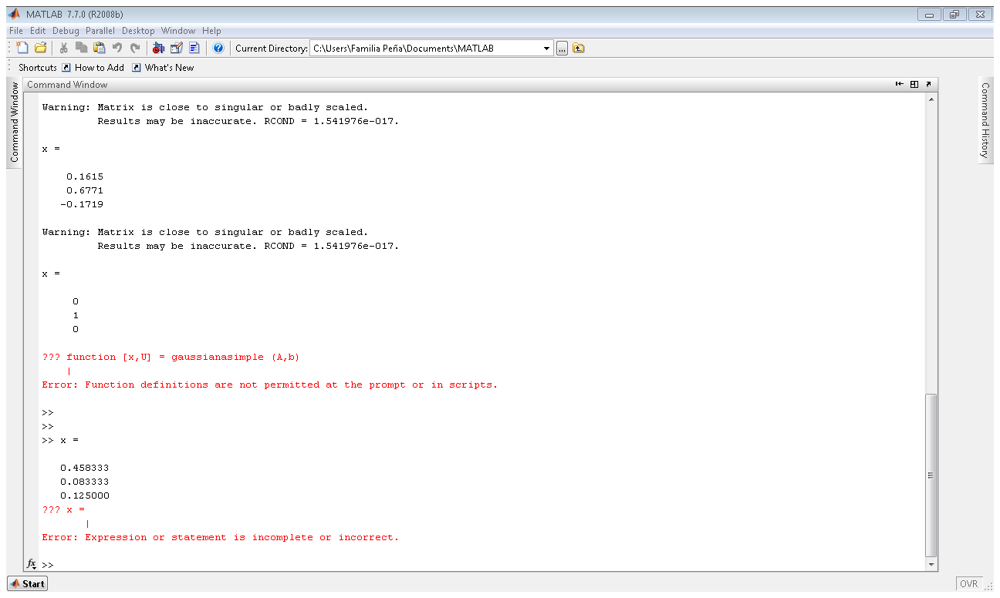 MATLAB 7.7.0 (R2008b)
File Edit Debug Parallel Desktop Window Help
Current Directory: C:\Users\Familia Peña\Documents\MATLAB ...
Shortcuts How to Add What's New
Command Window
Command Window
Command History
Warning: Matrix is close to singular or badly scaled.
Results may be inaccurate. RCOND = 1.541976e-017.
x =
0.1615
0.6771
-0.1719
Warning: Matrix is close to singular or badly scaled.
Results may be inaccurate. RCOND = 1.541976e-017.
x =
0
1
0
??? function [x,U] = gaussianasimple (A,b)
|
Error: Function definitions are not permitted at the prompt or in scripts.
>>
>>
>> x =
0.458333
0.083333
0.125000
??? x =
|
Error: Expression or statement is incomplete or incorrect.
fx >>
Start
OVR